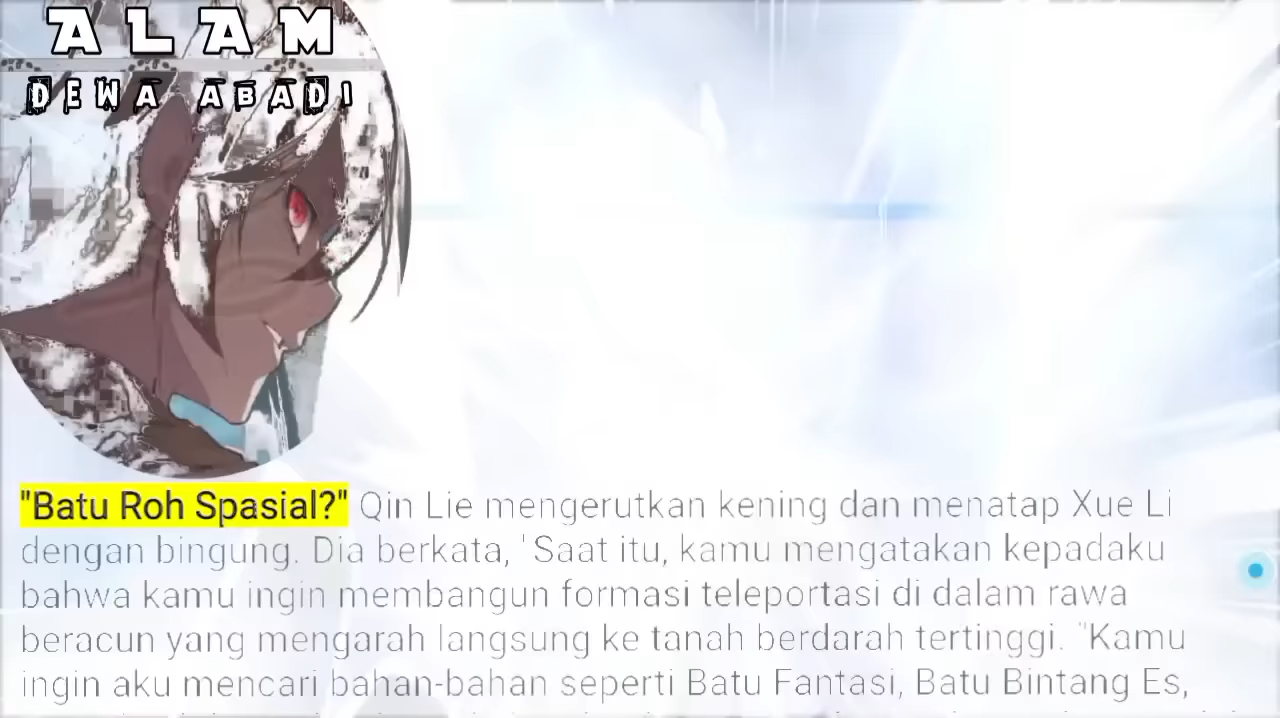 ALAM
DEWA ABADI
"Batu Roh Spasial?" Qin Lie mengerutkan kening dan menatap Xue Li
dengan bingung. Dia berkata, 'Saat itu, kamu mengatakan kepadaku
bahwa kamu ingin membangun formasi teleportasi di dalam rawa
beracun yang mengarah langsung ke tanah berdarah tertinggi. "Kamu
ingin aku mencari bahan-bahan seperti Batu Fantasi, Batu Bintang Es,